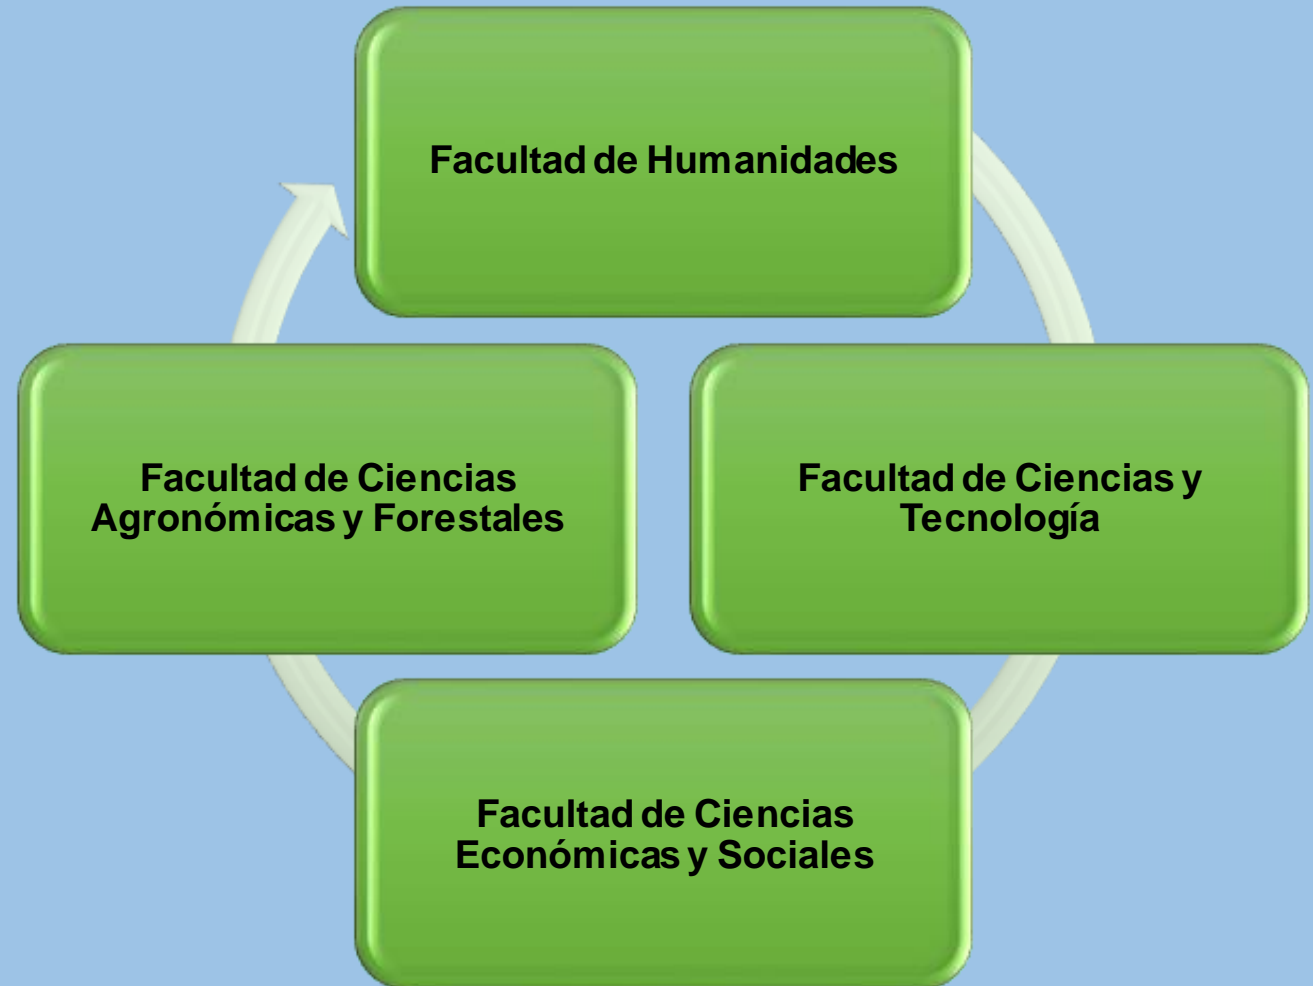 Facultad de Humanidades
Facultad de Ciencias
Agronómicas y Forestales
Facultad de Ciencias y
Tecnología
Facultad de Ciencias
Económicas y Sociales